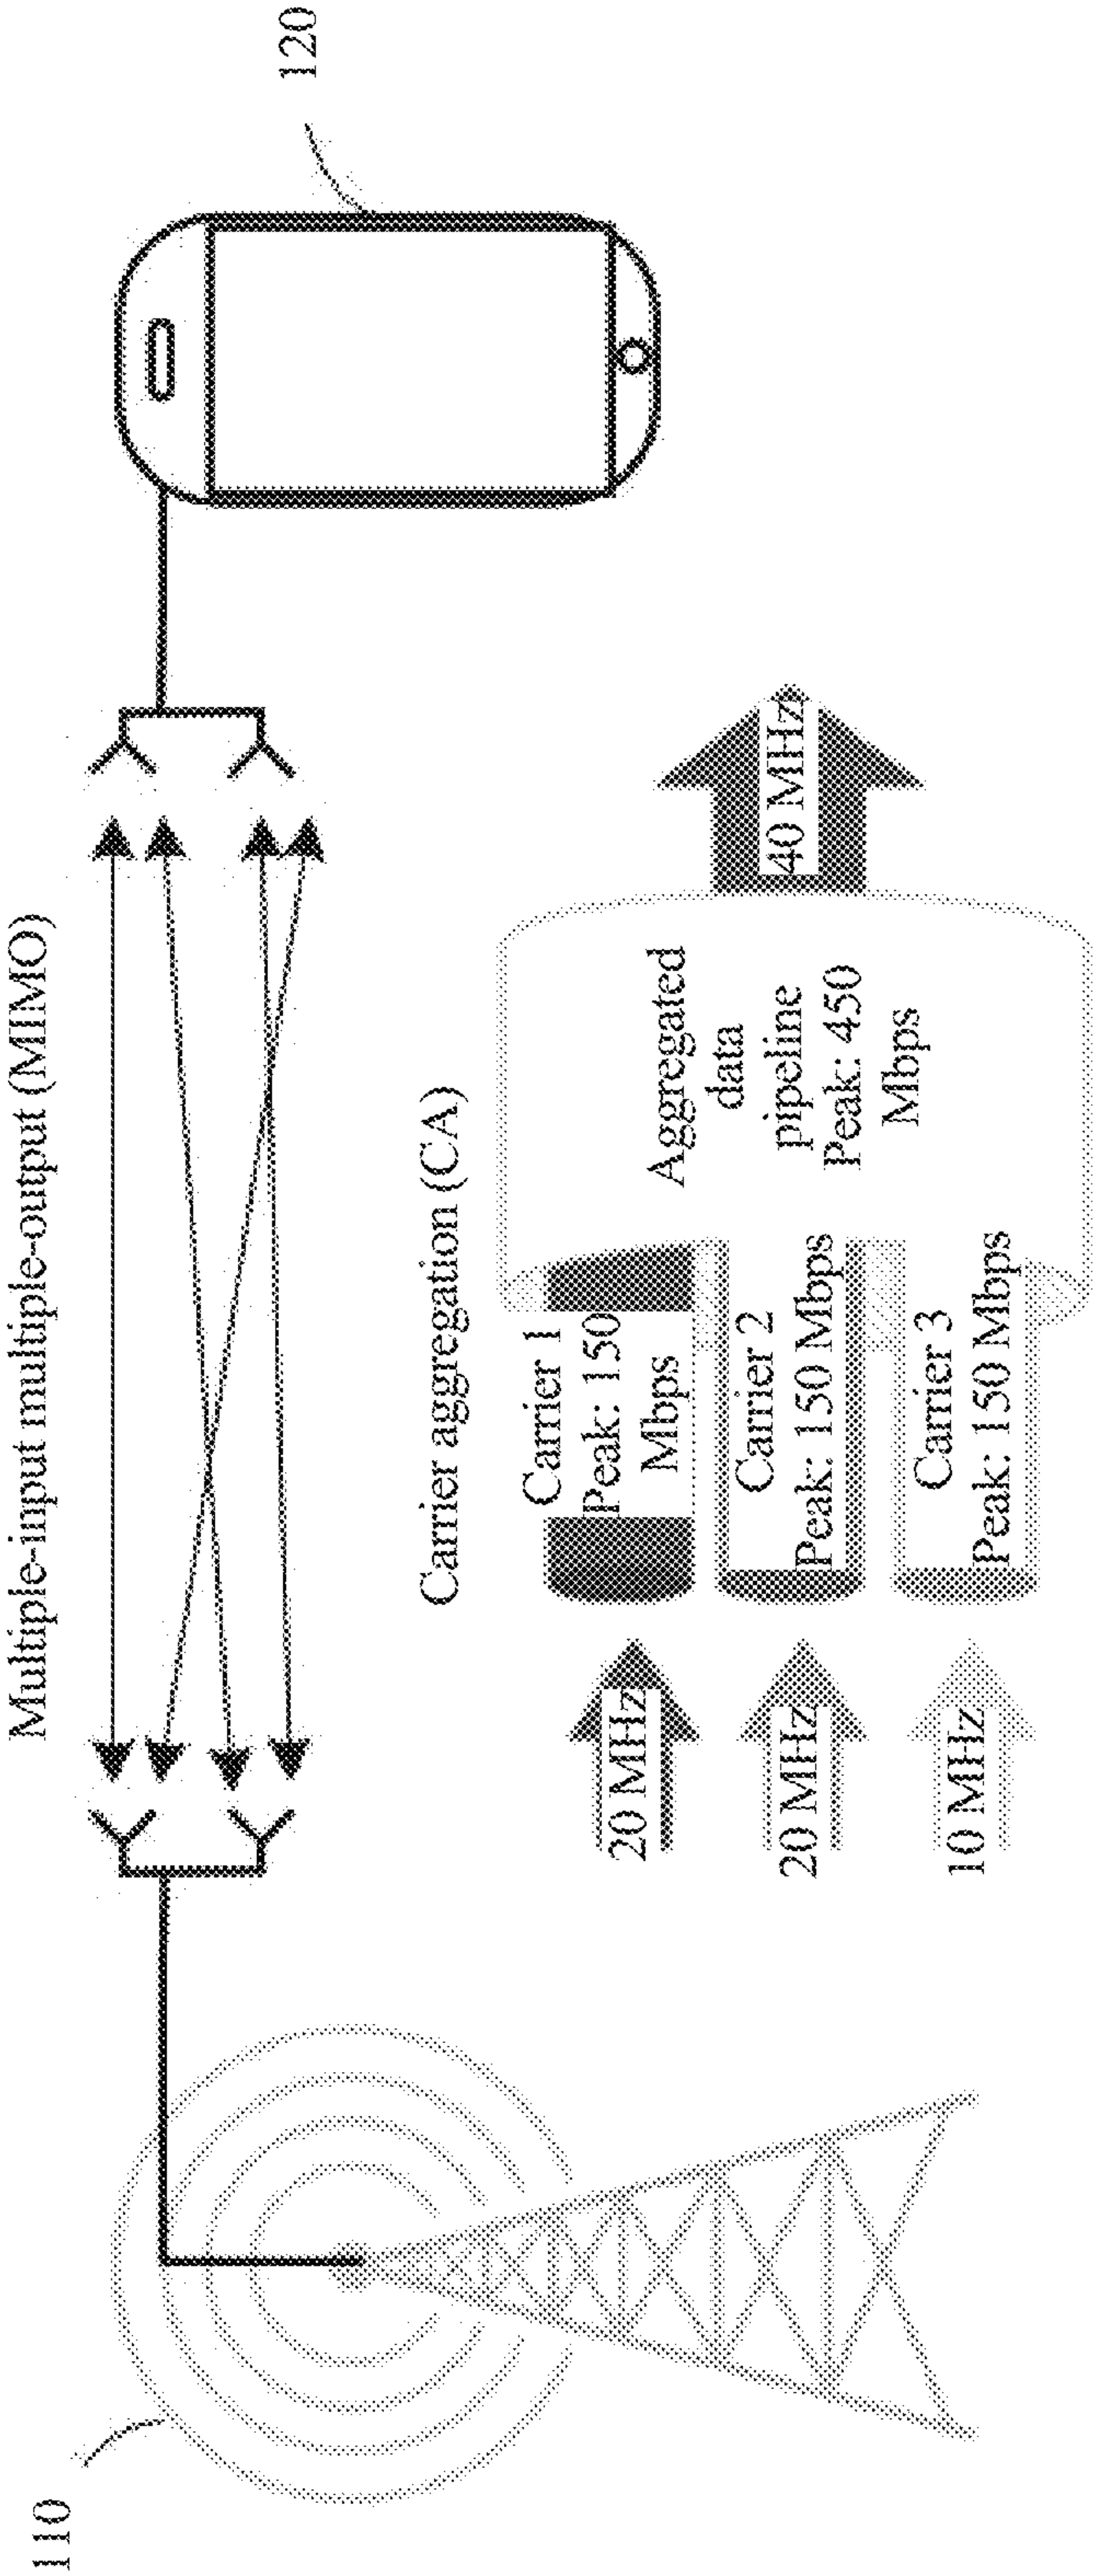 110
Multiple-input multiple-output (MIMO)
120
Carrier aggregation (CA)
20 MHz
Carrier 1
Peak: 150
Mbps
20 MHz
Carrier 2
Peak: 150 Mbps
10 MHz
Carrier 3
Peak: 150 Mbps
Aggregated
data
pipeline
Peak: 450
Mbps
40 MHz